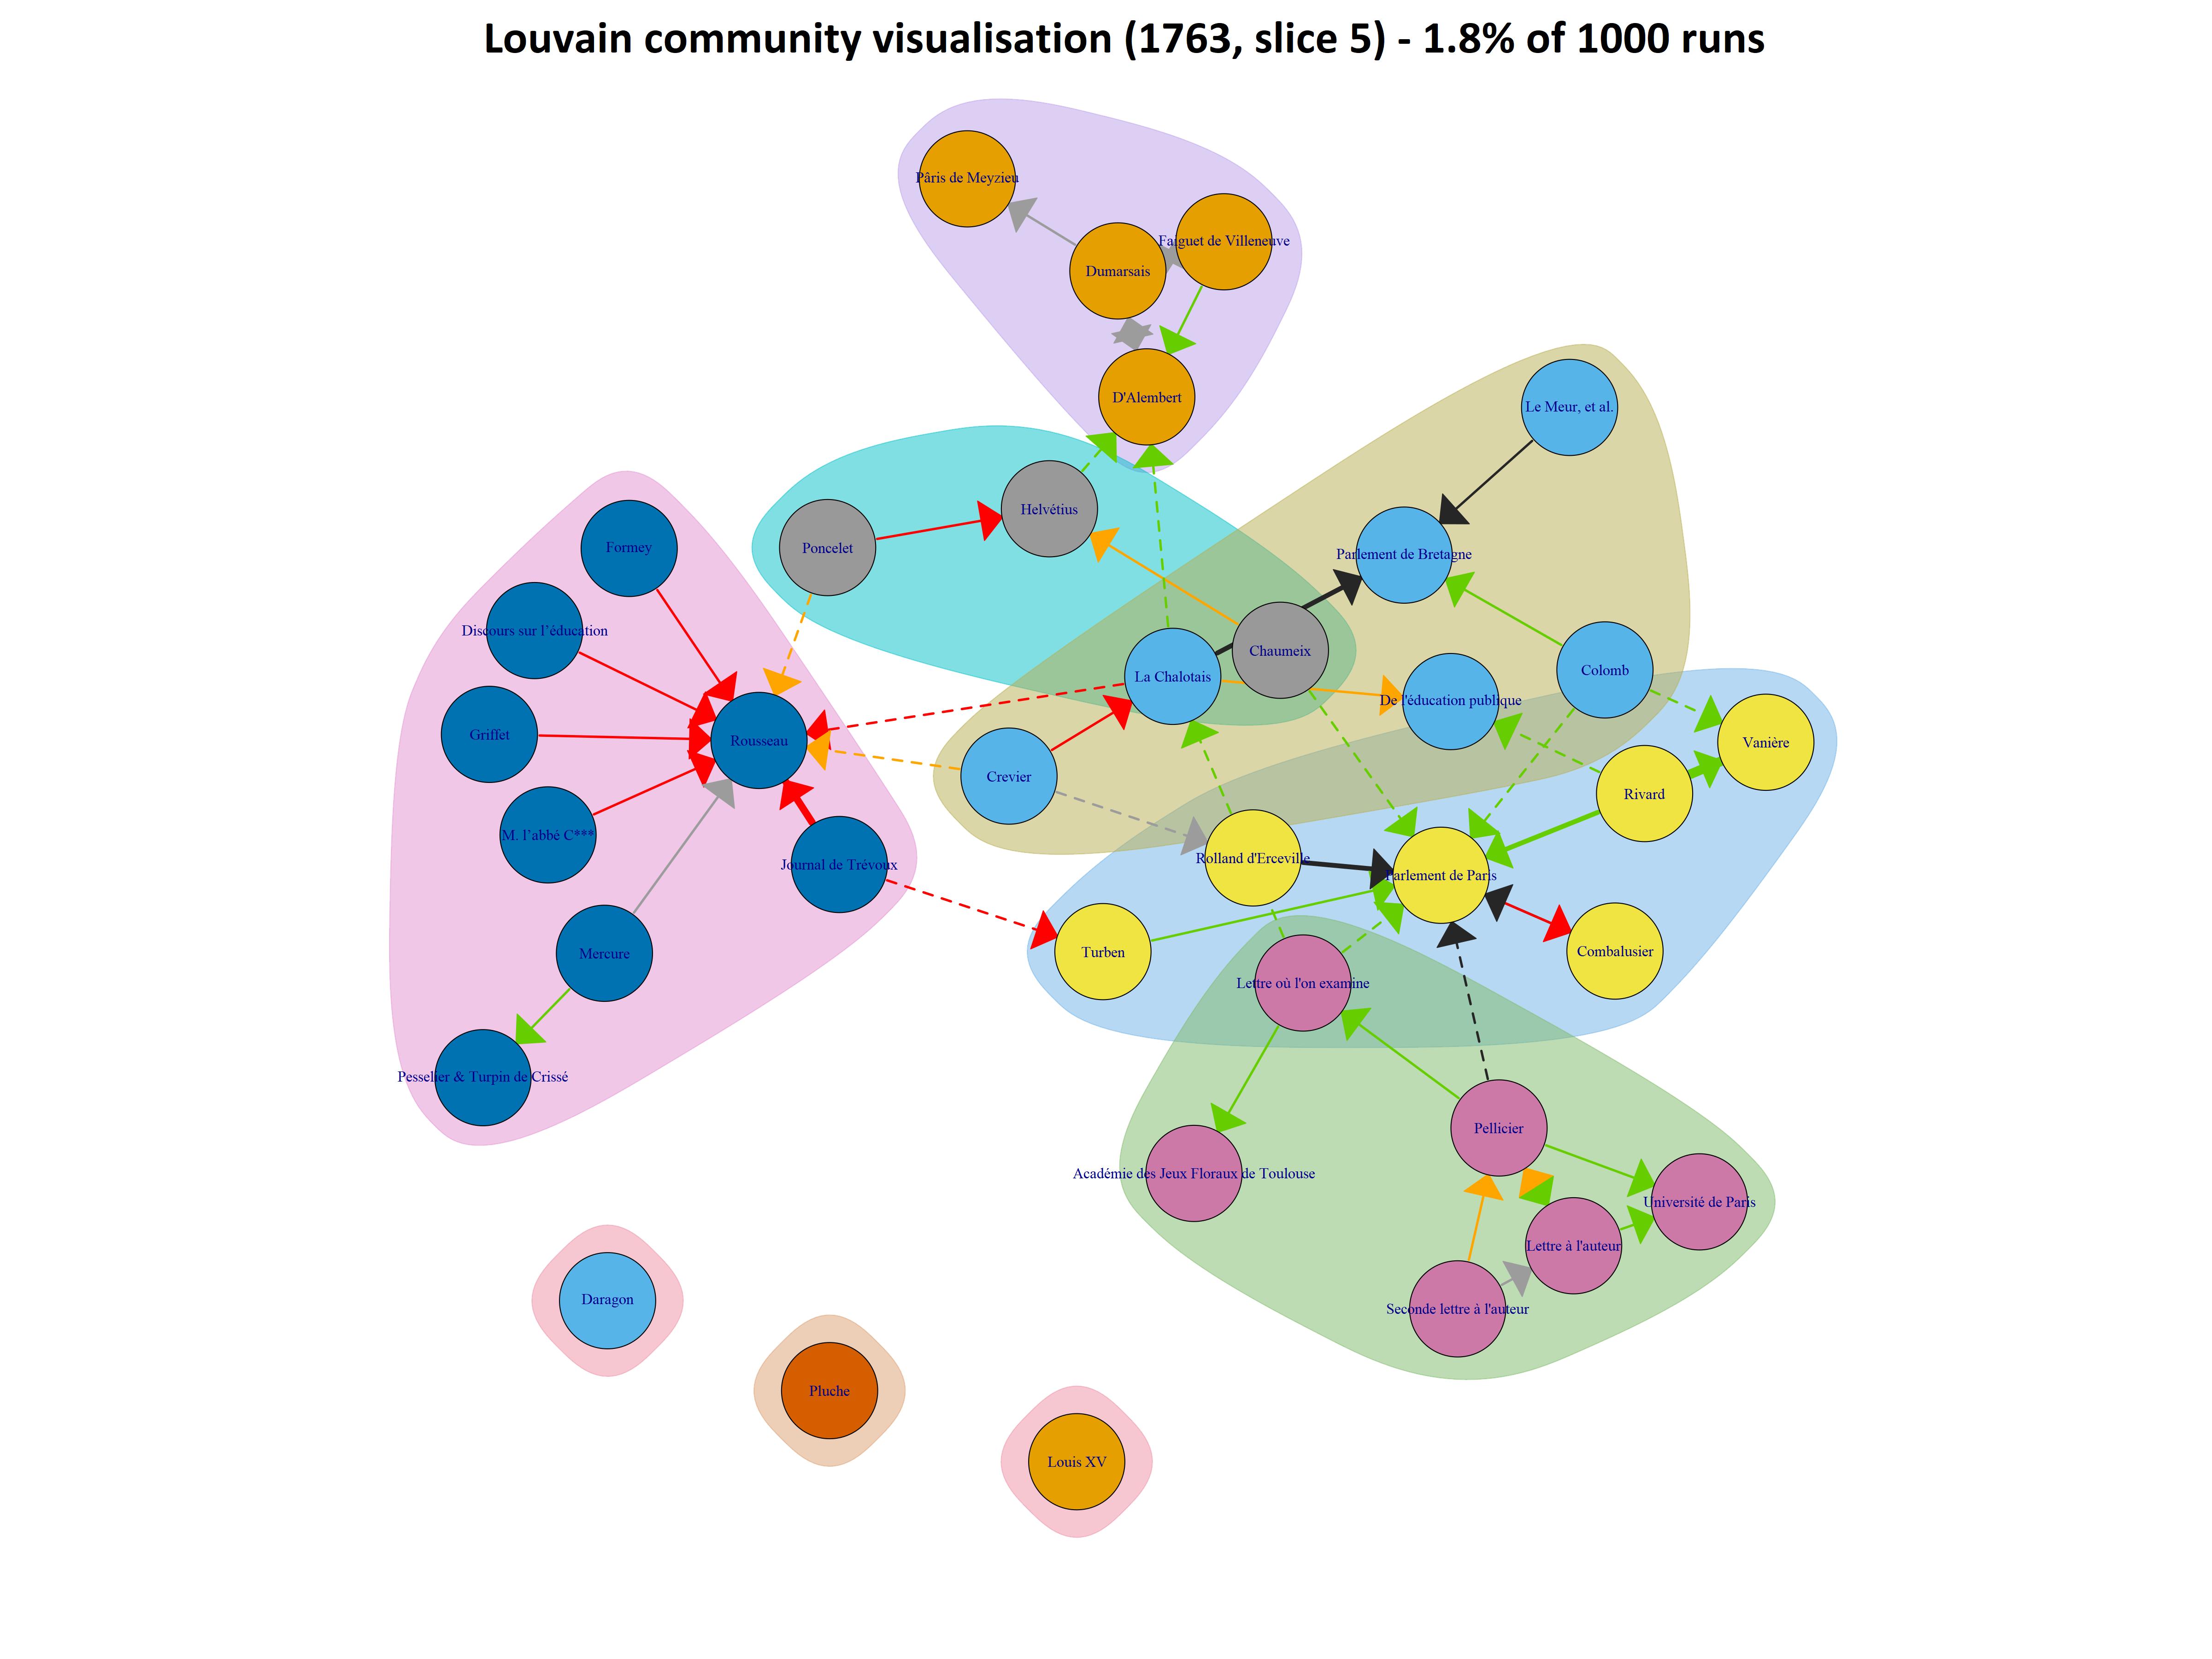 Louvain community visualisation (1763, slice 5) - 1.8% of 1000 runs
Pâris de Meyzieu
Faiguet de Villeneuve
Dumarsais
D'Alembert
Le Meur, et al.
Helvétius
Poncelet
Formey
Parlement de Bretagne
Discours sur l’éducation
Chaumeix
Colomb
La Chalotais
De l'éducation publique
Griffet
Rousseau
Vanière
Crevier
Rivard
M. l’abbé C***
Journal de Trévoux
Rolland d'Erceville
Parlement de Paris
Mercure
Turben
Combalusier
Lettre où l'on examine
Pesselier & Turpin de Crissé
Pellicier
Académie des Jeux Floraux de Toulouse
Université de Paris
Lettre à l'auteur
Daragon
Seconde lettre à l'auteur
Pluche
Louis XV